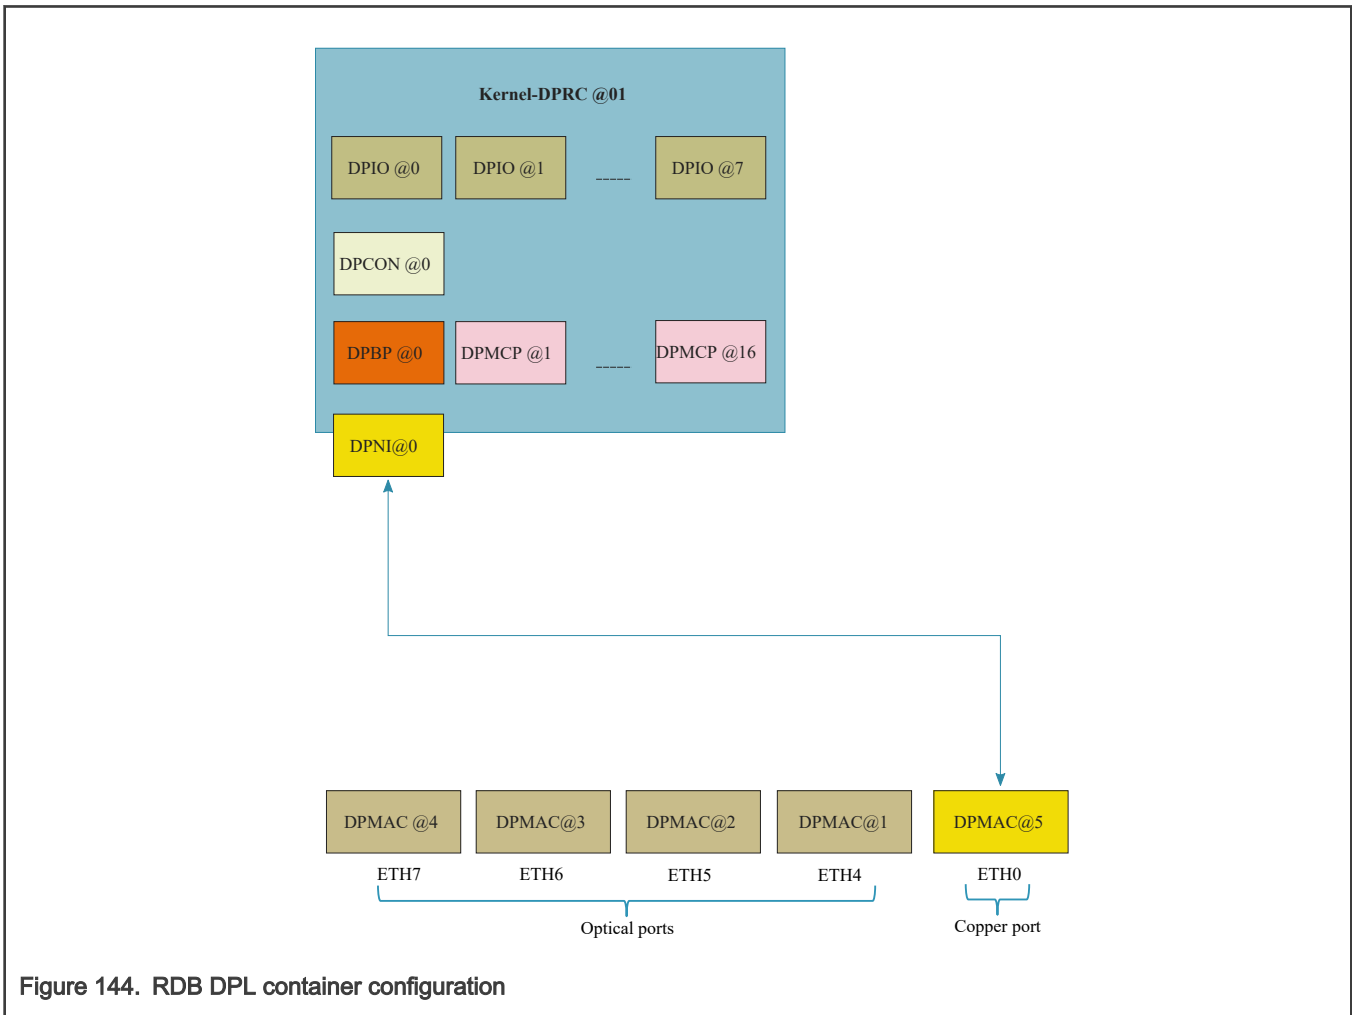 Kernel-DPRC @01
DPIO @0 DPIO @1 ----- DPIO @7
DPCON @0
DPBP @0 DPMCP @1 ----- DPMCP @16
DPNI@0
DPMAC @4 DPMAC@3 DPMAC@2 DPMAC@1 DPMAC@5
ETH7 ETH6 ETH5 ETH4 ETH0
Optical ports Copper port
Figure 144. RDB DPL container configuration